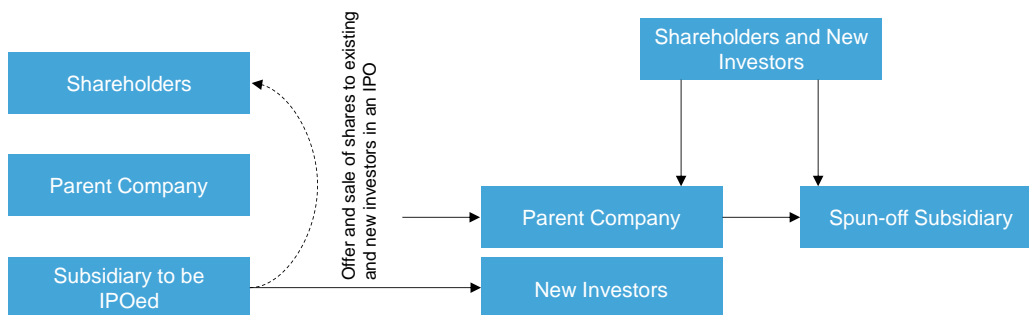 Shareholders
Parent Company
Subsidiary to be
IPOed
Offer and sale of shares to existing
and new investors in an IPO
Shareholders and New
Investors
Parent Company
Spun-off Subsidiary
New Investors